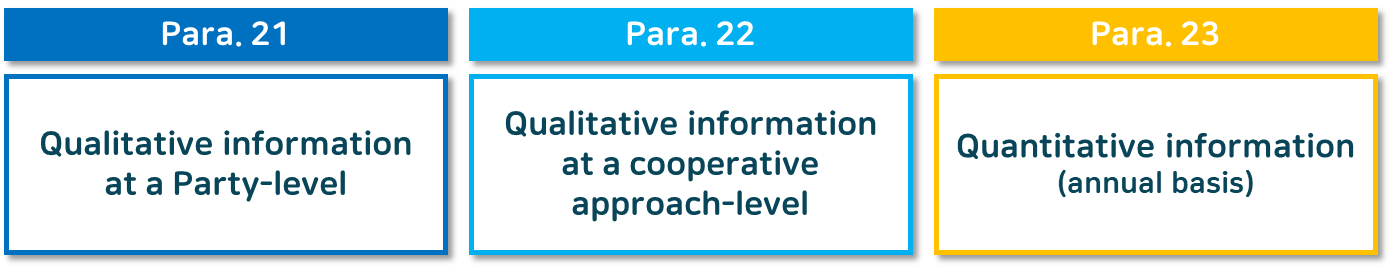 Para. 21
Qualitative information
at a Party-level
Para. 22
Qualitative information
at a cooperative
approach-level
Para. 23
Quantitative information
(annual basis)